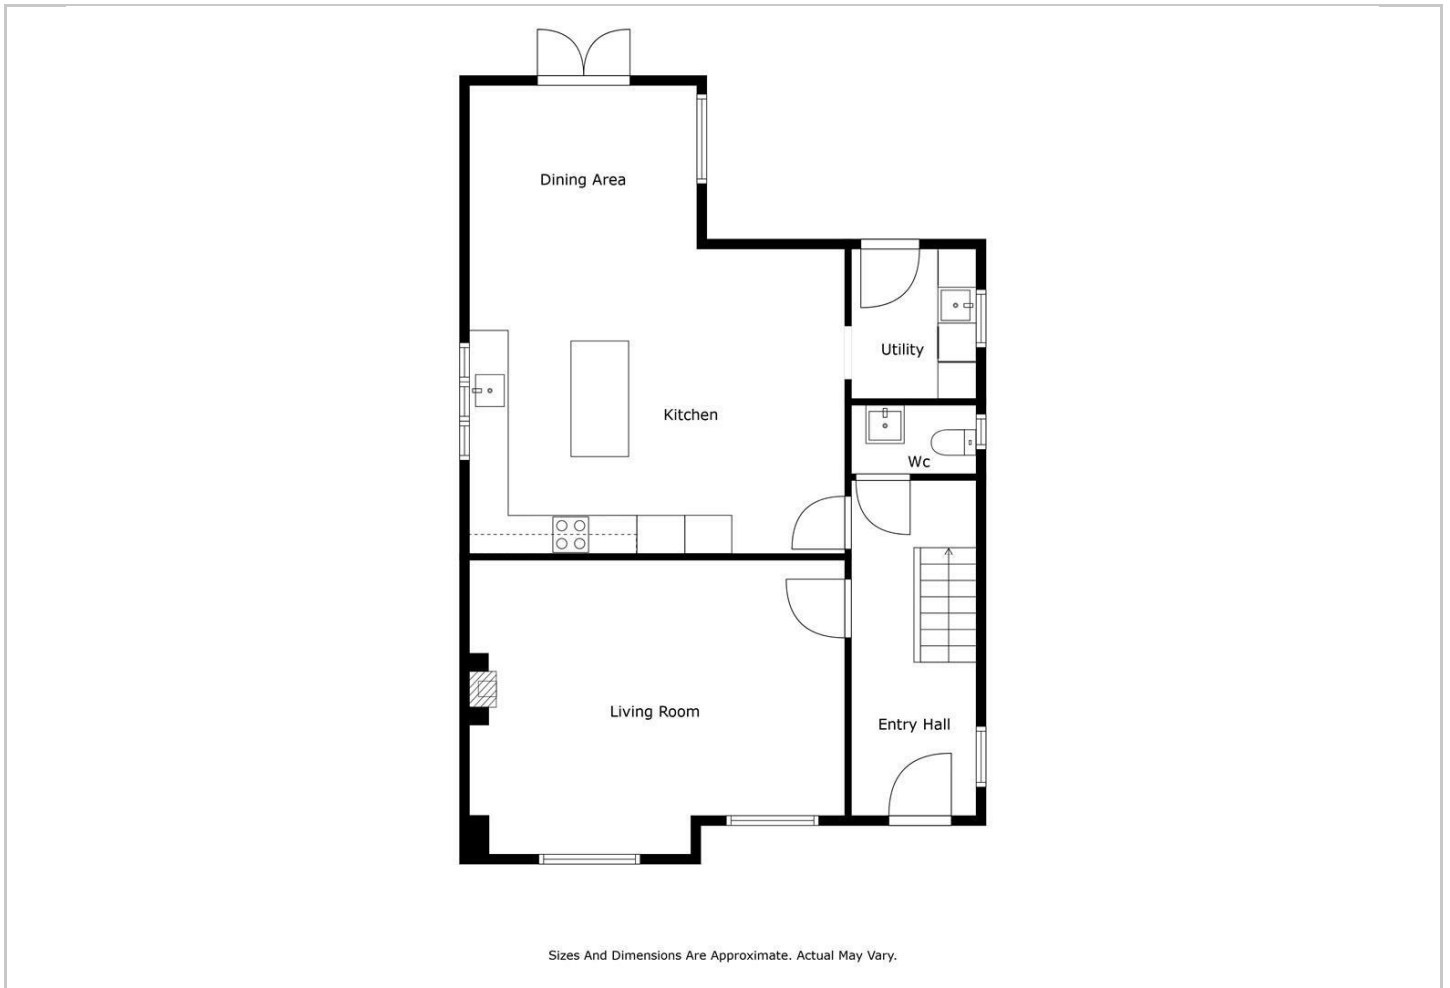 Dining Area
Utility
Kitchen
Wc
Living Room
Entry Hall
Sizes And Dimensions Are Approximate. Actual May Vary.